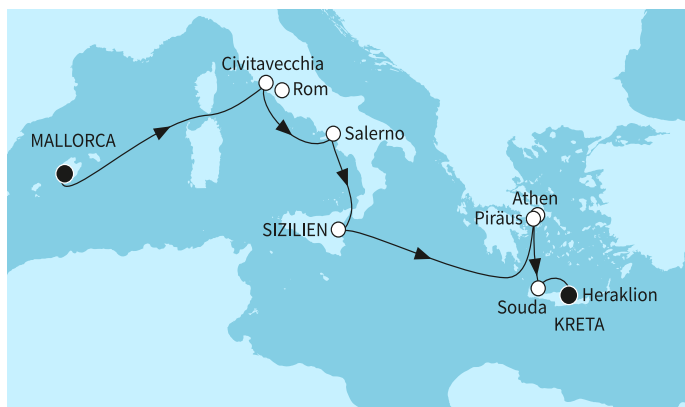 Civitavecchia
Rom
MALLORCA
Salerno
SIZILIEN
Athen
Piräus
Souda
Heraklion
KRETA